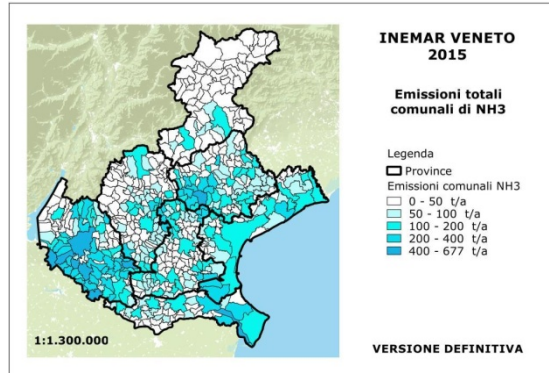 INEMAR VENETO
2015
Emissioni totali
comunali di NH3
Legenda
Province
Emissioni comunali NH3
0 - 50 t/a
50 - 100 t/a
100 - 200 t/a
200 - 400 t/a
400 - 677 t/a
1:1.300.000
VERSIONE DEFINITIVA